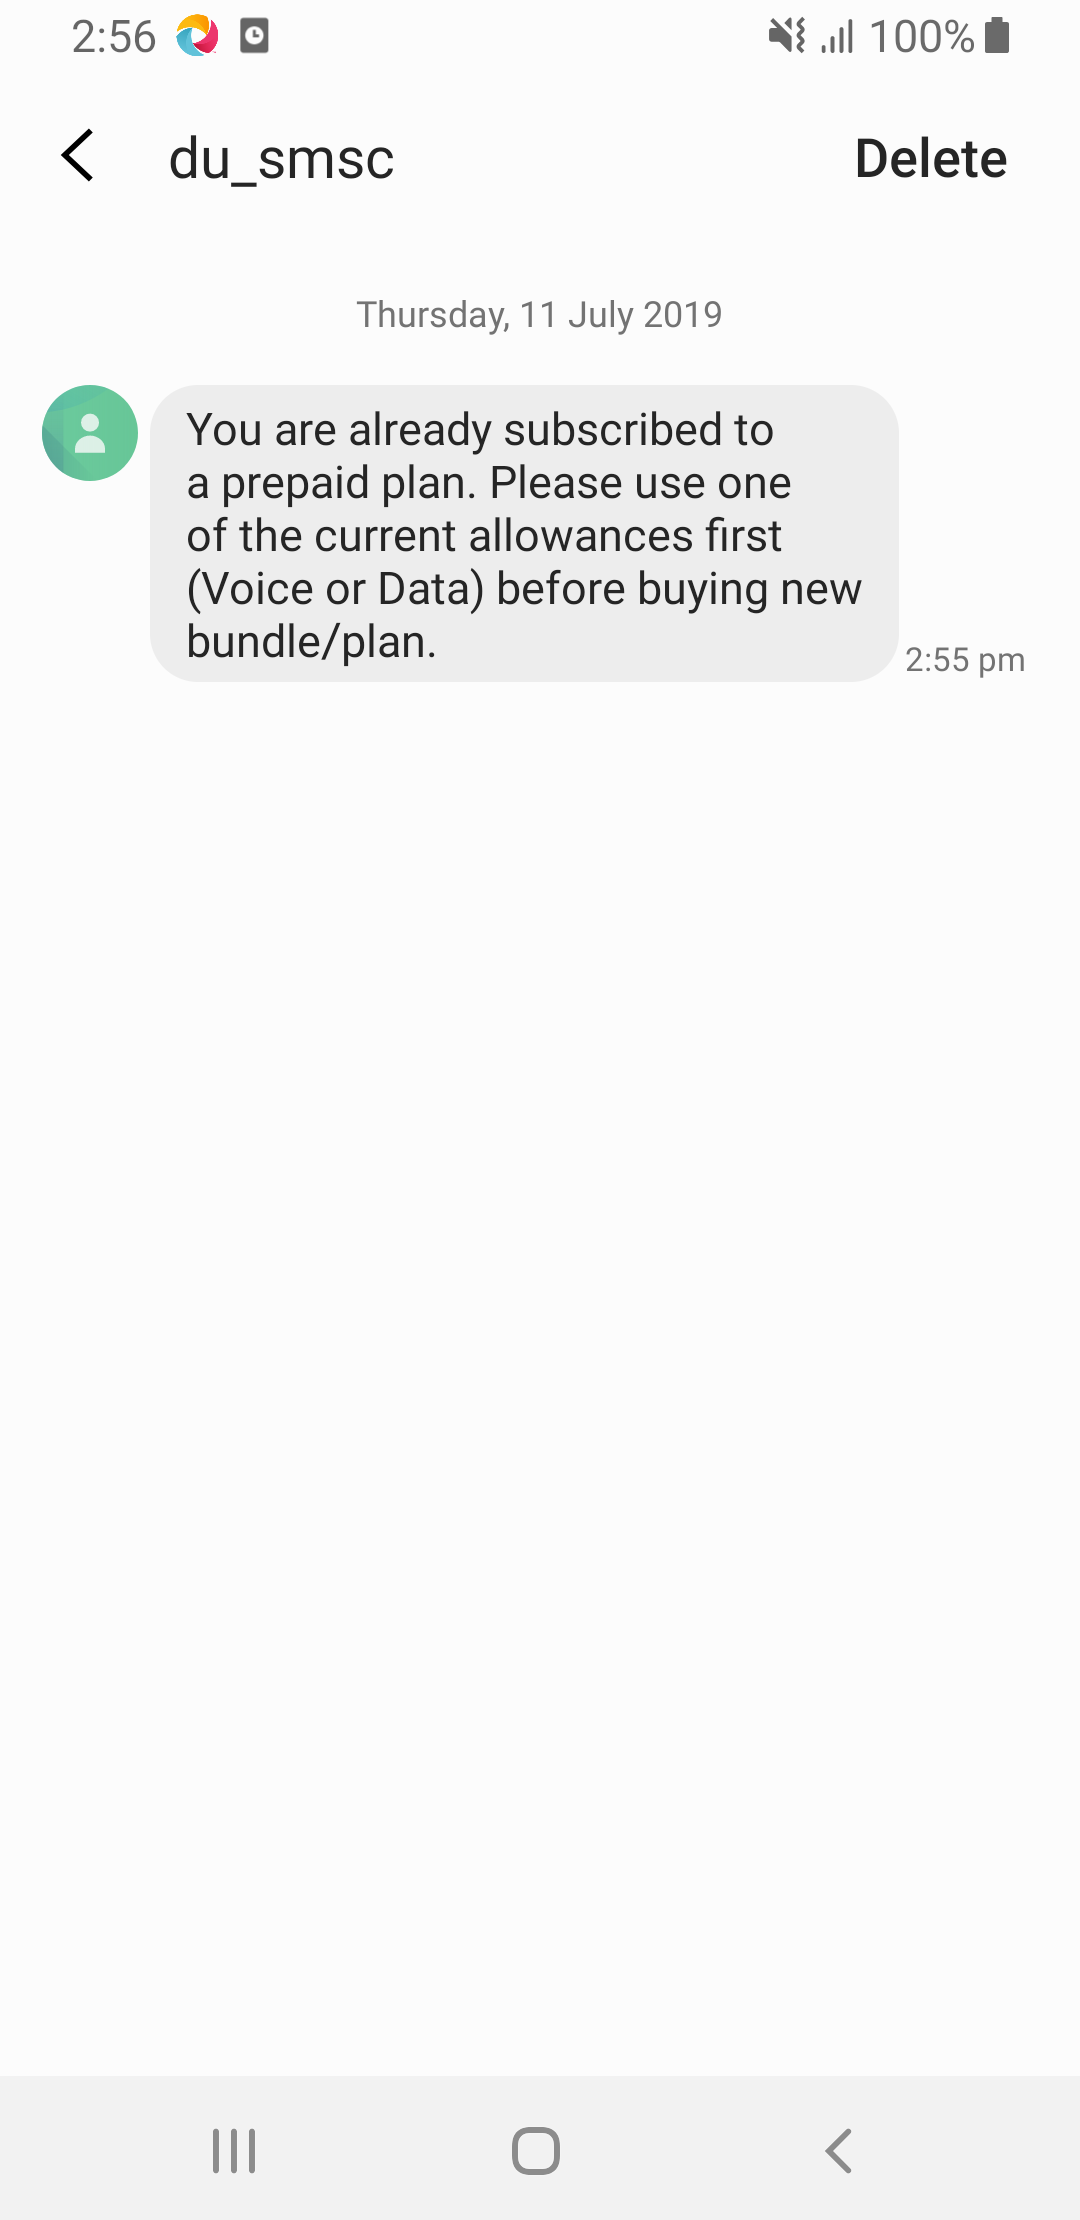 2:56
100%
du_smsc
Delete
Thursday, 11 July 2019
You are already subscribed to
a prepaid plan. Please use one
of the current allowances first
(Voice or Data) before buying new
bundle/plan.
2:55 pm